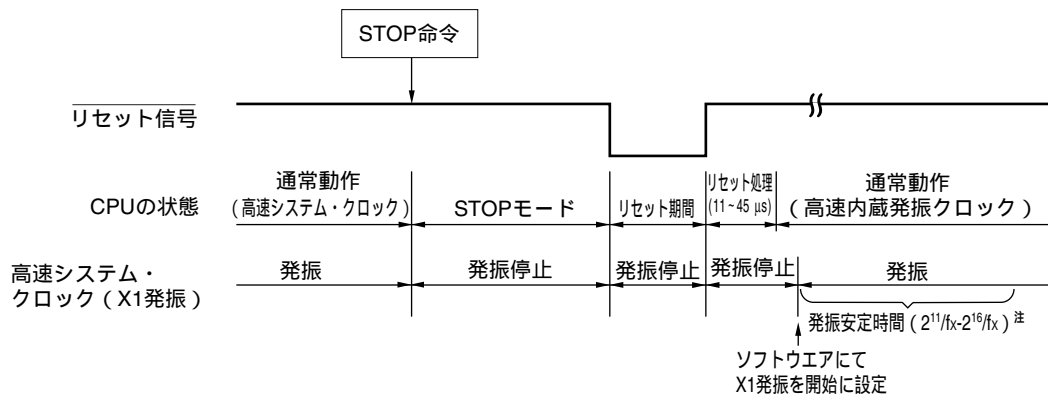 STOP命令
リセット信号
CPUの状態
通常動作
(高速システム・クロック)
STOPモード
リセット期間
リセット処理
(11~45 µs)
通常動作
(高速内蔵発振クロック)
高速システム・
クロック(X1発振)
発振
発振停止
発振停止
発振停止
発振
発振安定時間(2¹¹/fx-2¹⁶/fx)注
ソフトウエアにて
X1発振を開始に設定